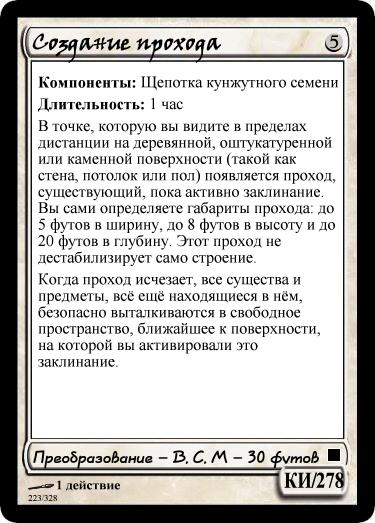 Создание прохода
5
Компоненты: Щепотка кунжутного семени
Длительность: 1 час
В точке, которую вы видите в пределах
дистанции на деревянной, оштукатуренной
или каменной поверхности (такой как
стена, потолок или пол) появляется проход,
существующий, пока активно заклинание.
Вы сами определяете габариты прохода: до
5 футов в ширину, до 8 футов в высоту и до
20 футов в глубину. Этот проход не
дестабилизирует само строение.
Когда проход исчезает, все существа и
предметы, всё ещё находящиеся в нём,
безопасно выталкиваются в свободное
пространство, ближайшее к поверхности,
на которой вы активировали это
заклинание.
Преобразование – В, С, М – 30 футов
КИ/278
1 действие
223/328